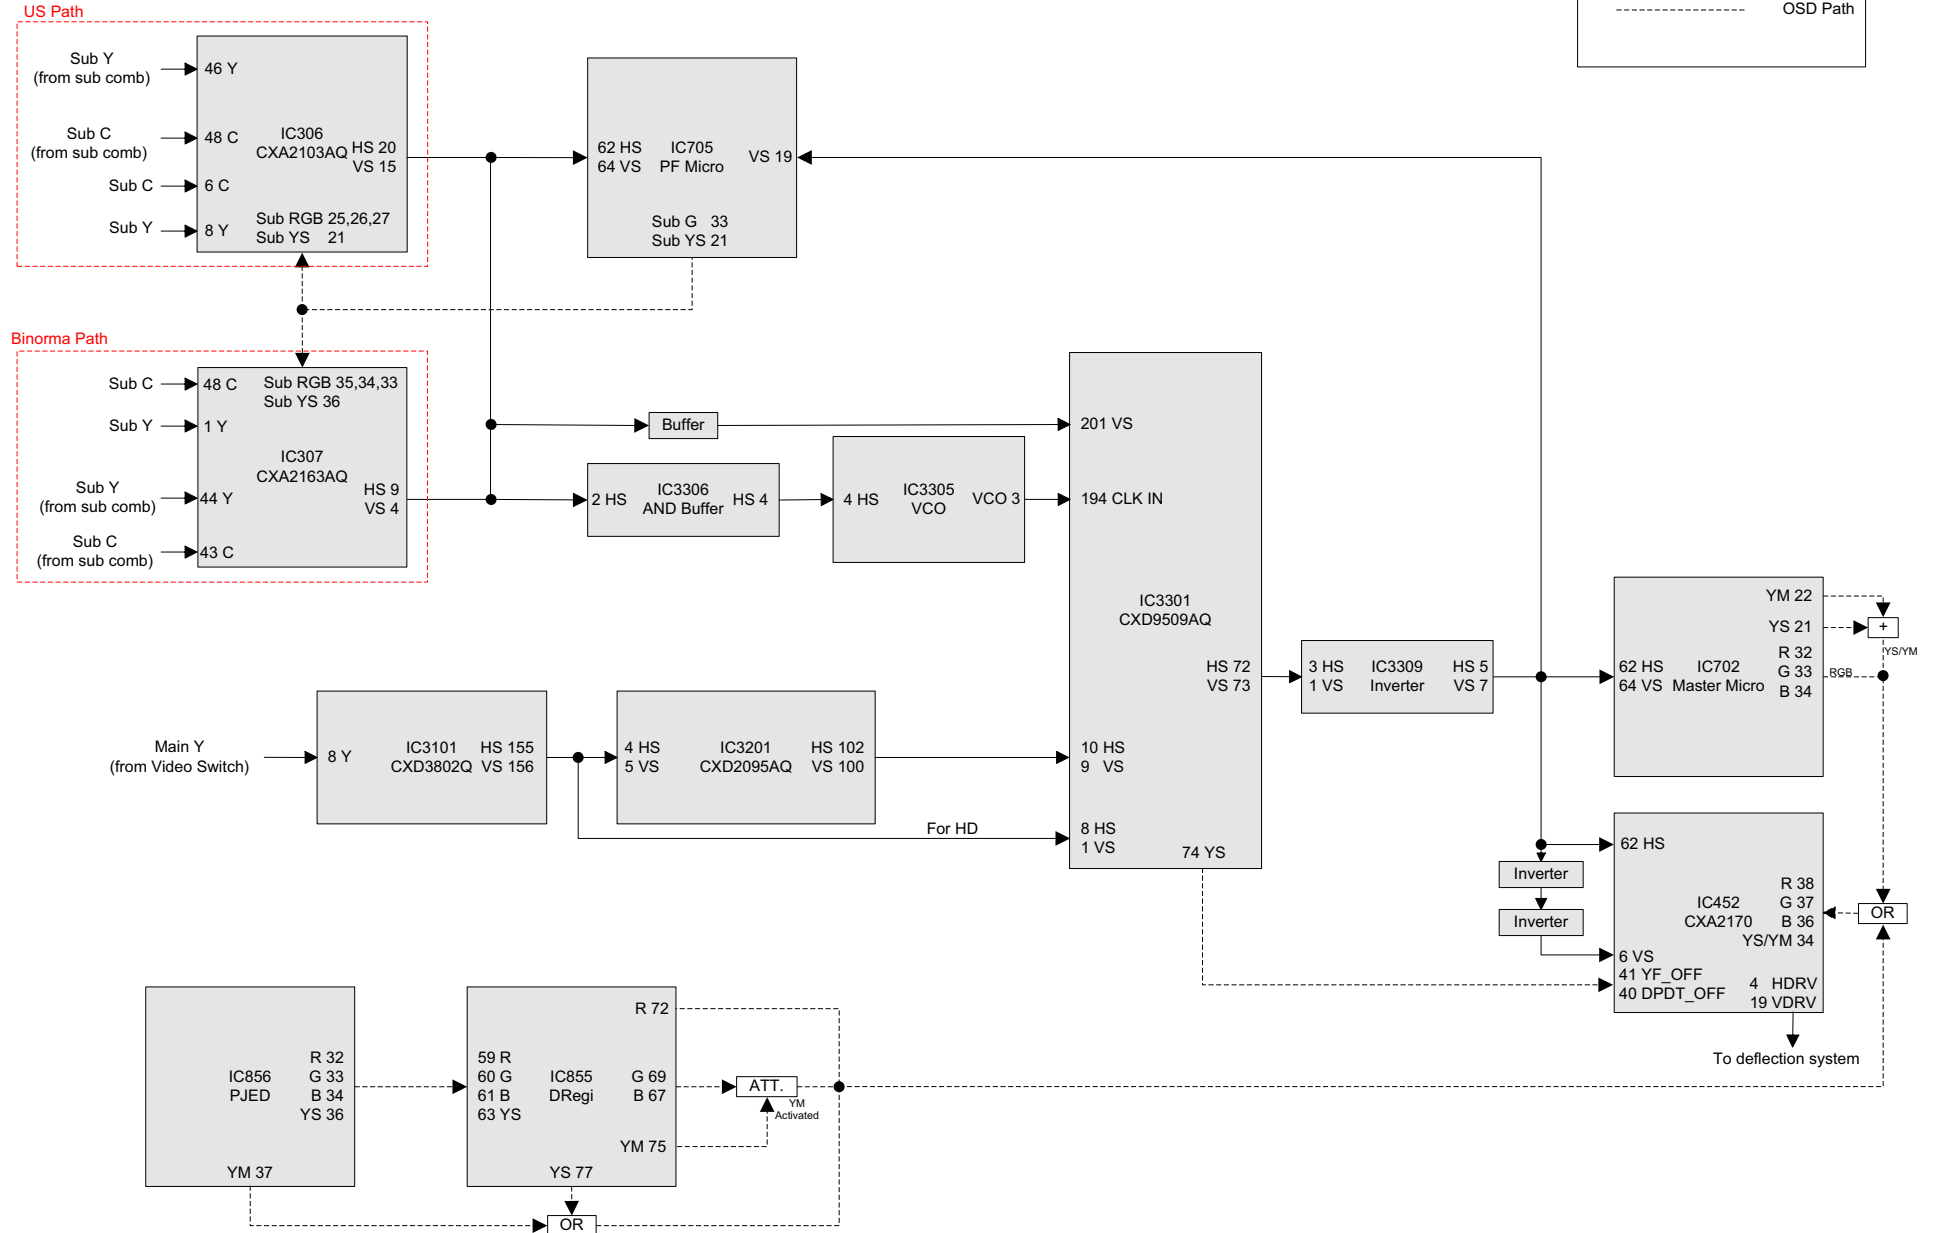 OSD Path
US Path
Sub Y
(from sub comb)
46 Y
Sub C
(from sub comb)
48 C
IC306
CXA2103AQ
HS 20
VS 15
Sub C
6 C
Sub Y
8 Y
Sub RGB 25,26,27
Sub YS 21
62 HS
64 VS
IC705
PF Micro
VS 19
Sub G 33
Sub YS 21
Binorma Path
Sub C
48 C
Sub RGB 35,34,33
Sub YS 36
Sub Y
1 Y
IC307
CXA2163AQ
Sub Y
(from sub comb)
44 Y
HS 9
VS 4
Sub C
(from sub comb)
43 C
Buffer
2 HS
IC3306
AND Buffer
HS 4
4 HS
IC3305
VCO
VCO 3
201 VS
194 CLK IN
IC3301
CXD9509AQ
HS 72
VS 73
10 HS
9 VS
8 HS
1 VS
74 YS
3 HS
1 VS
IC3309
Inverter
HS 5
VS 7
YM 22
YS 21
+
YS/YM
R 32
G 33
B 34
RGB
62 HS
64 VS
IC702
Master Micro
Main Y
(from Video Switch)
8 Y
IC3101
CXD3802Q
HS 155
VS 156
4 HS
5 VS
IC3201
CXD2095AQ
HS 102
VS 100
For HD
62 HS
Inverter
Inverter
IC452
CXA2170
R 38
G 37
B 36
YS/YM 34
OR
6 VS
41 YF_OFF
40 DPDT_OFF
4 HDRV
19 VDRV
To deflection system
IC856
PJED
R 32
G 33
B 34
YS 36
YM 37
R 72
59 R
60 G
61 B
63 YS
IC855
DRegi
G 69
B 67
YM 75
YS 77
ATT.
YM
Activated
OR